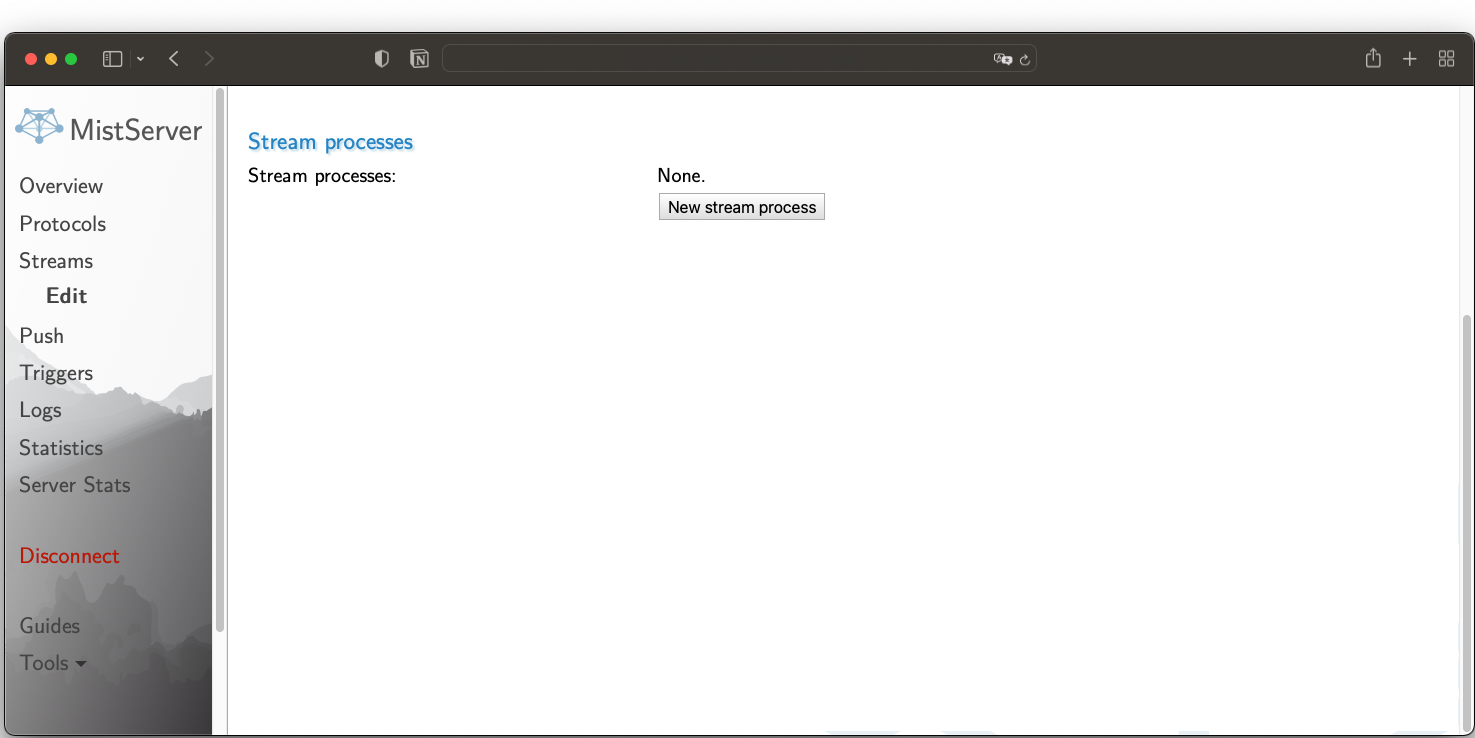 MistServer
Overview
Protocols
Streams
Edit
Push
Triggers
Logs
Statistics
Server Stats
Disconnect
Guides
Tools
Stream processes
Stream processes:
None.
New stream process